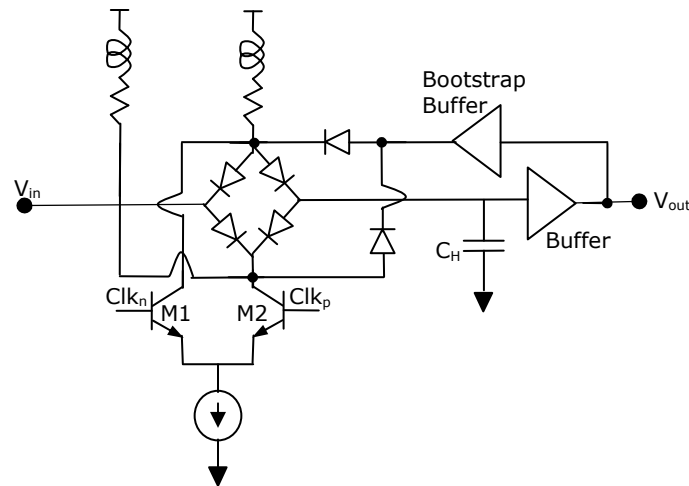 Bootstrap
Buffer
V_in
V_out
Buffer
C_H
Clk_n
M1
M2
Clk_p